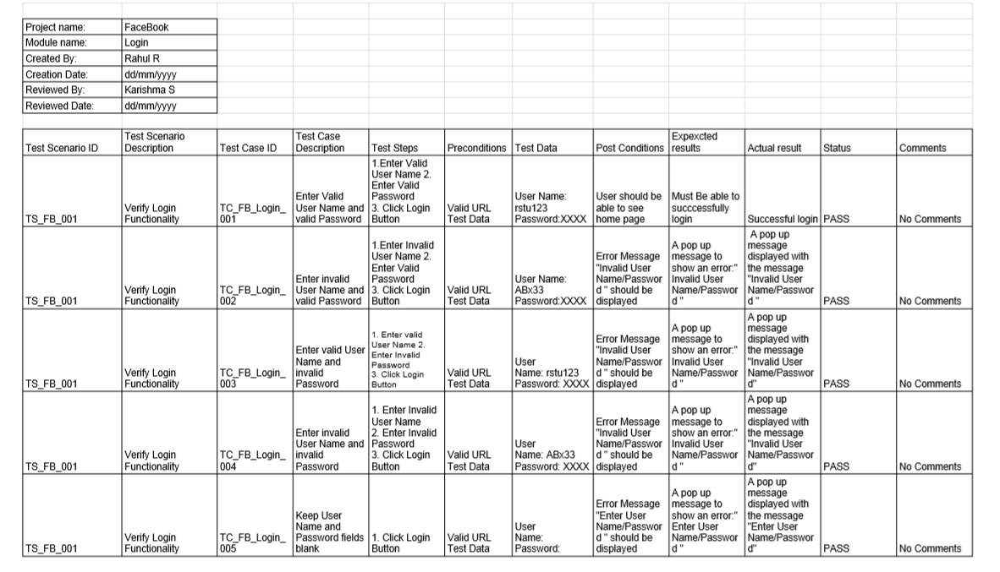 Project name: FaceBook
Module name: Login
Created By: Rahul R
Creation Date: dd/mm/yyyy
Reviewed By: Karishma S
Reviewed Date: dd/mm/yyyy
Test Scenario ID
Test Scenario
Description
Test Case ID
Test Case
Description
Test Steps
Preconditions
Test Data
Post Conditions
Expexcted
results
Actual result
Status
Comments
TS_FB_001
Verify Login
Functionality
TC_FB_Login_
001
Enter Valid
User Name and
valid Password
1.Enter Valid
User Name 2.
Enter Valid
Password
3. Click Login
Button
Valid URL
Test Data
User Name:
rstu123
Password:XXXX
User should be
able to see
home page
Must Be able to
succcessfully
login
Successful login
PASS
No Comments
TS_FB_001
Verify Login
Functionality
TC_FB_Login_
002
Enter invalid
User Name and
valid Password
1.Enter Invalid
User Name 2.
Enter Valid
Password
3. Click Login
Button
Valid URL
Test Data
User Name:
ABx33
Password:XXXX
Error Message
"Invalid User
Name/Passwor
d " should be
displayed
A pop up
message to
show an error:"
Invalid User
Name/Passwor
d "
A pop up
message
displayed with
the message
"Invalid User
Name/Passwor
d "
PASS
No Comments
TS_FB_001
Verify Login
Functionality
TC_FB_Login_
003
Enter valid User
Name and
invalid
Password
1. Enter valid
User Name 2.
Enter Invalid
Password
3. Click Login
Button
Valid URL
Test Data
User
Name: rstu123
Password: XXXX
Error Message
"Invalid User
Name/Passwor
d " should be
displayed
A pop up
message to
show an error:"
Invalid User
Name/Passwor
d "
A pop up
message
displayed with
the message
"Invalid User
Name/Passwor
d"
PASS
No Comments
TS_FB_001
Verify Login
Functionality
TC_FB_Login_
004
Enter invalid
User Name and
invalid
Password
1. Enter Invalid
User Name
2. Enter Invalid
Password
3. Click Login
Button
Valid URL
Test Data
User
Name: ABx33
Password: XXXX
Error Message
"Invalid User
Name/Passwor
d " should be
displayed
A pop up
message to
show an error:"
Invalid User
Name/Passwor
d "
A pop up
message
displayed with
the message
"Invalid User
Name/Passwor
d"
PASS
No Comments
TS_FB_001
Verify Login
Functionality
TC_FB_Login_
005
Keep User
Name and
Password fields
blank
1. Click Login
Button
Valid URL
Test Data
User
Name:
Password:
Error Message
"Enter User
Name/Passwor
d " should be
displayed
A pop up
message to
show an error:"
Enter User
Name/Passwor
d "
A pop up
message
displayed with
the message
"Enter User
Name/Passwor
d"
PASS
No Comments